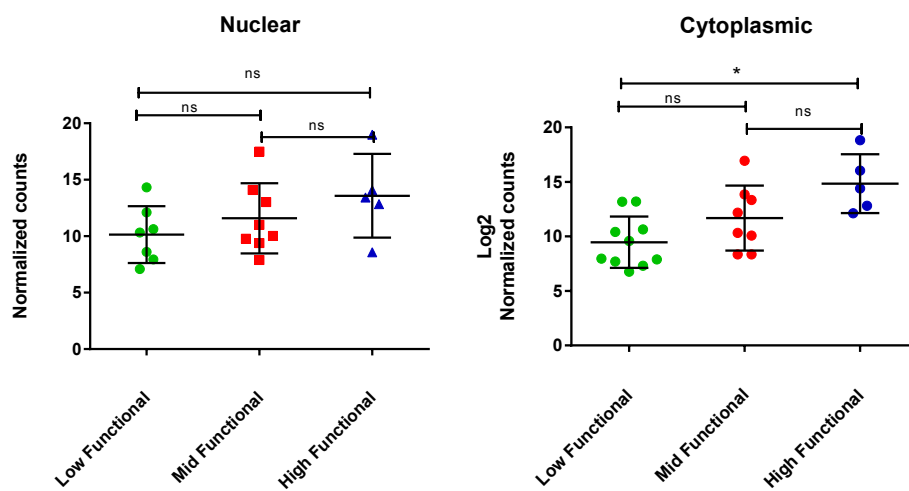 Nuclear
ns
ns
ns
20
15
10
5
0
Normalized counts
Low Functional
Mid Functional
High Functional
Cytoplasmic
*
ns
ns
20
15
10
5
0
Log2
Normalized counts
Low Functional
Mid Functional
High Functional